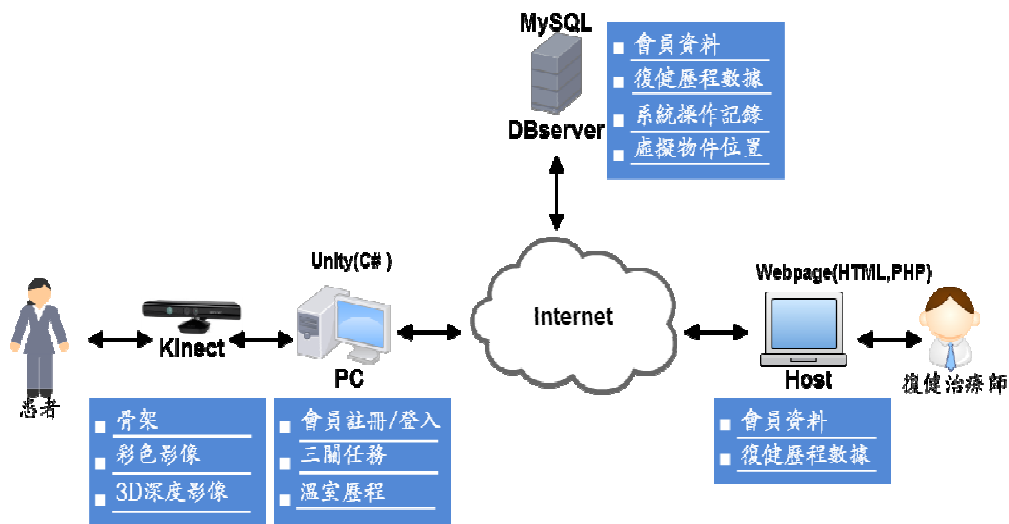 MySQL
DBserver
會員資料
復健歷程數據
系統操作記錄
虛擬物件位置
Unity(C# )
Internet
Webpage(HTML,PHP)
患者
KInect
PC
Host
復健治療師
骨架
彩色影像
3D深度影像
會員註冊/登入
三關任務
溫室歷程
會員資料
復健歷程數據